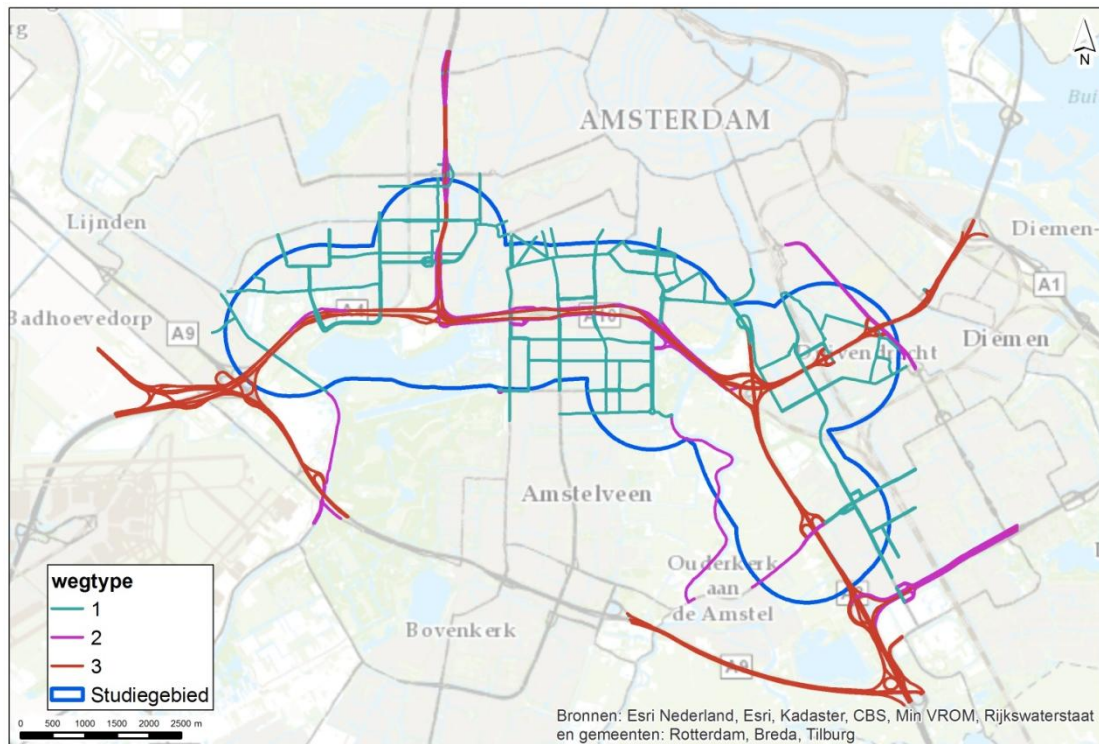 N
AMSTERDAM
Lijnden
Diemen-
A1
A4
Badhoevedorp
A9
A10
Duivendrecht
Diemen
Amstelveen
Ouderkerk
aan
de Amstel
Bovenkerk
A9
wegtype
1
2
3
Studiegebied
0
500
1000
1500
2000
2500 m
Bronnen: Esri Nederland, Esri, Kadaster, CBS, Min VROM, Rijkswaterstaat
en gemeenten: Rotterdam, Breda, Tilburg